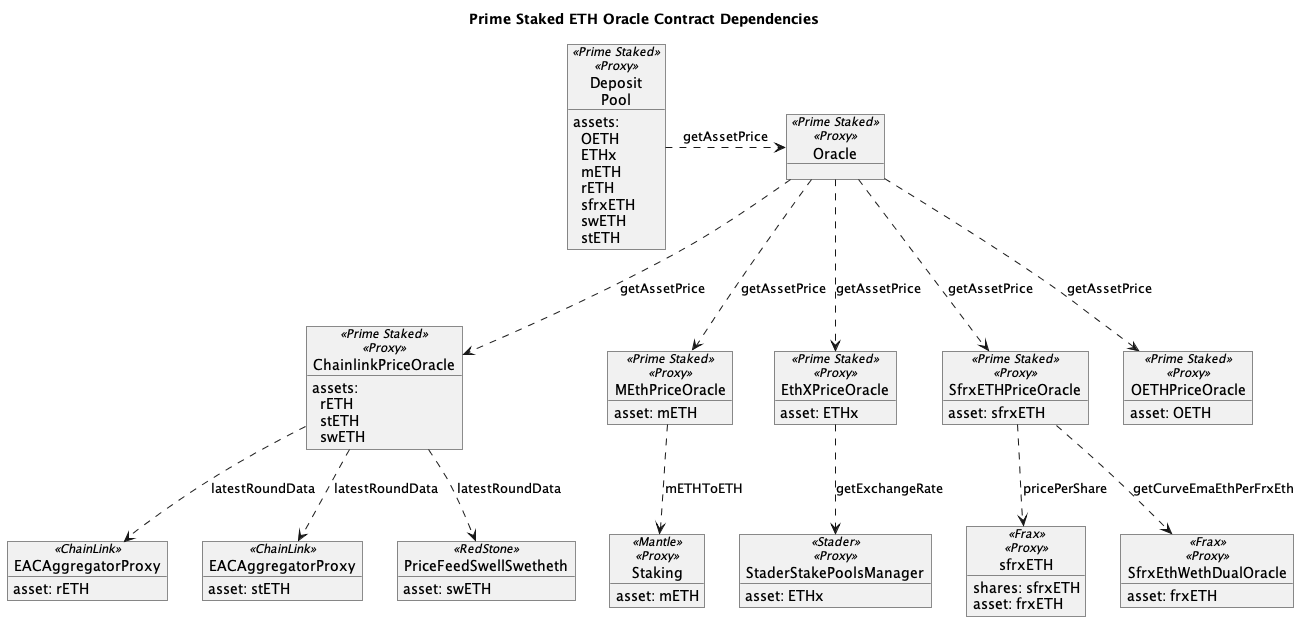 Prime Staked ETH Oracle Contract Dependencies
«Prime Staked»
«Proxy»
Deposit
Pool
assets:
OETH
ETHx
mETH
rETH
sfrxETH
swETH
stETH
getAssetPrice
«Prime Staked»
«Proxy»
Oracle
getAssetPrice
getAssetPrice
getAssetPrice
getAssetPrice
getAssetPrice
«Prime Staked»
«Proxy»
ChainlinkPriceOracle
assets:
rETH
stETH
swETH
«Prime Staked»
«Proxy»
MEthPriceOracle
asset: mETH
«Prime Staked»
«Proxy»
EthXPriceOracle
asset: ETHx
«Prime Staked»
«Proxy»
SfrxETHPriceOracle
asset: sfrxETH
«Prime Staked»
«Proxy»
OETHPriceOracle
asset: OETH
latestRoundData
latestRoundData
latestRoundData
mETHToETH
getExchangeRate
pricePerShare
getCurveEmaEthPerFrxEth
«ChainLink»
EACAggregatorProxy
asset: rETH
«ChainLink»
EACAggregatorProxy
asset: stETH
«RedStone»
PriceFeedSwellSwetheth
asset: swETH
«Mantle»
«Proxy»
Staking
asset: mETH
«Stader»
«Proxy»
StaderStakePoolsManager
asset: ETHx
«Frax»
«Proxy»
sfrxETH
shares: sfrxETH
asset: frxETH
«Frax»
«Proxy»
SfrxEthWethDualOracle
asset: frxETH